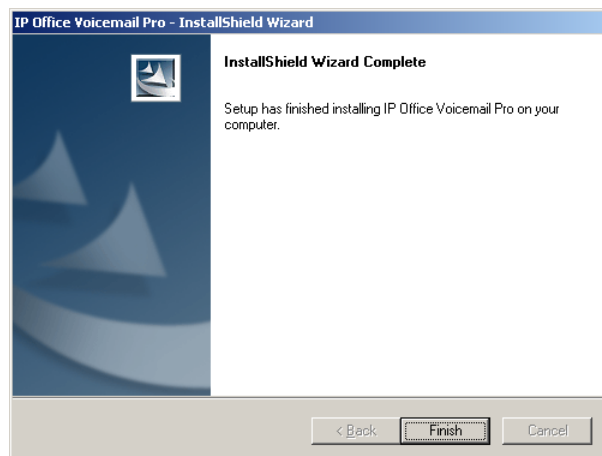 IP Office Voicemail Pro - InstallShield Wizard
InstallShield Wizard Complete
Setup has finished installing IP Office Voicemail Pro on your
computer.
< Back
Finish
Cancel